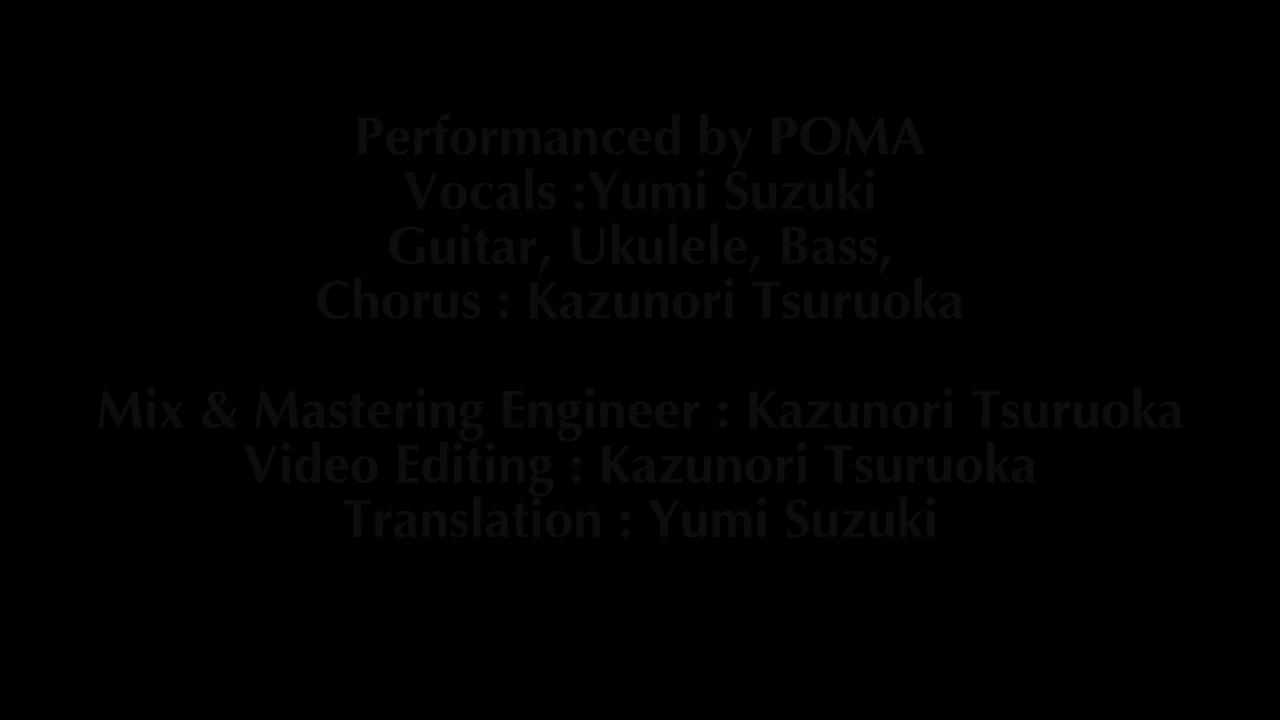 Performanced by POMA
Vocals :Yumi Suzuki
Guitar, Ukulele, Bass,
Chorus : Kazunori Tsuruoka
Mix & Mastering Engineer : Kazunori Tsuruoka
Video Editing : Kazunori Tsuruoka
Translation : Yumi Suzuki